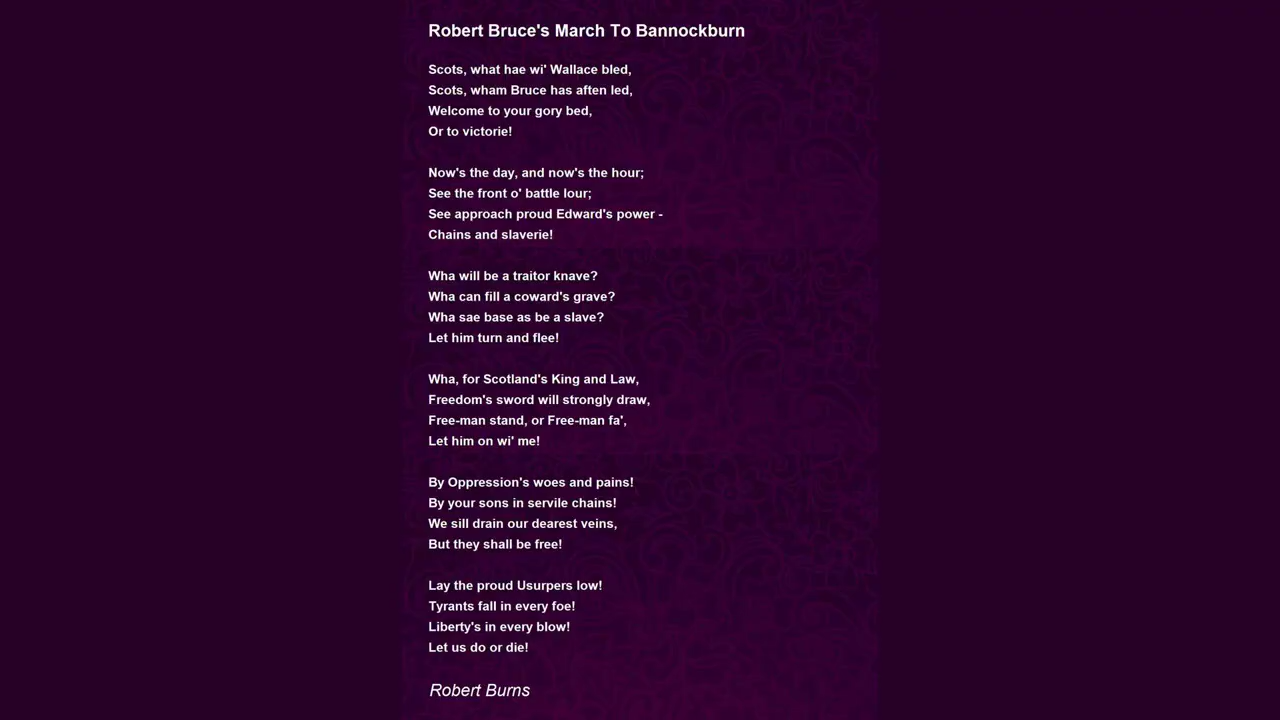 Robert Bruce's March To Bannockburn
Scots, what hae wi' Wallace bled,
Scots, wham Bruce has aften led,
Welcome to your gory bed,
Or to victorie!
Now's the day, and now's the hour;
See the front o' battle lour;
See approach proud Edward's power -
Chains and slaverie!
Wha will be a traitor knave?
Wha can fill a coward's grave?
Wha sae base as be a slave?
Let him turn and flee!
Wha, for Scotland's King and Law,
Freedom's sword will strongly draw,
Free-man stand, or Free-man fa',
Let him on wi' me!
By Oppression's woes and pains!
By your sons in servile chains!
We sill drain our dearest veins,
But they shall be free!
Lay the proud Usurpers low!
Tyrants fall in every foe!
Liberty's in every blow!
Let us do or die!
Robert Burns